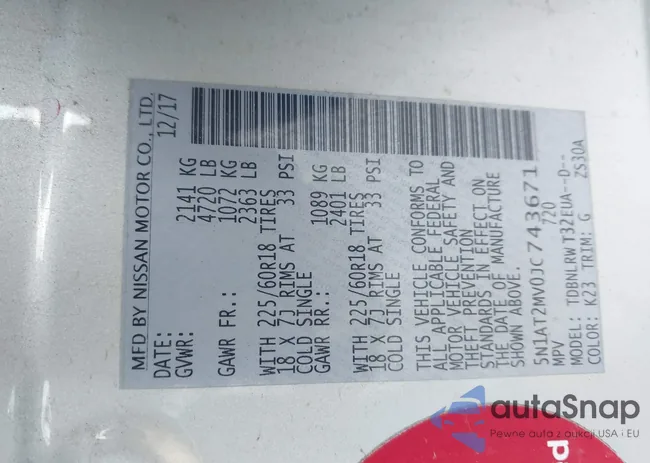 MFD BY NISSAN MOTOR CO., LTD.
DATE: 12/17
GVWR: 2141 KG
4720 LB
GAWR FR.: 1072 KG
2363 LB
WITH 225/60R18 TIRES
18 X 7J RIMS AT 33 PSI
COLD SINGLE
GAWR RR.: 1089 KG
2401 LB
WITH 225/60R18 TIRES
18 X 7J RIMS AT 33 PSI
COLD SINGLE
THIS VEHICLE CONFORMS TO
ALL APPLICABLE FEDERAL
MOTOR VEHICLE SAFETY AND
THEFT PREVENTION
STANDARDS IN EFFECT ON
THE DATE OF MANUFACTURE
SHOWN ABOVE.
5N1AT2MV0JC743671
MPV 720
MODEL: TDBNLRW T32EUA--D--
COLOR: K23 TRIM: G ZS30A
autoSnap
Pewne auta z aukcji USA i EU